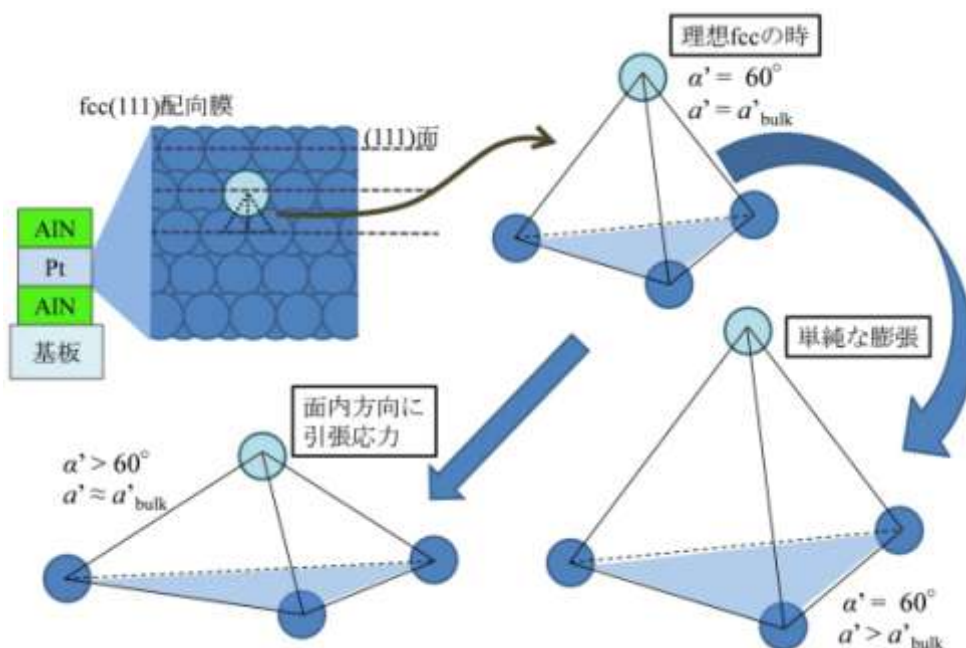 理想fccの時
α' = 60°
a' = a'bulk
fcc(111)配向膜
(111)面
AlN
Pt
AlN
基板
単純な膨張
面内方向に
引張応力
α' > 60°
a' ≈ a'bulk
α' = 60°
a' > a'bulk